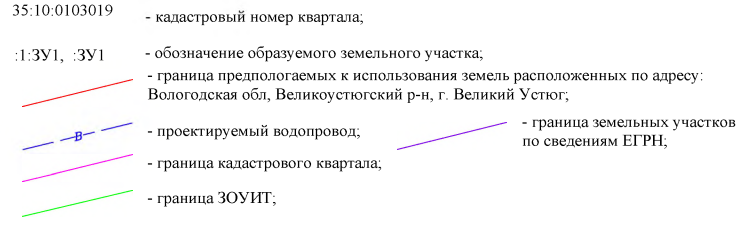 35:10:0103019 - кадастровый номер квартала;
:1:ЗУ1, :ЗУ1 - обозначение образуемого земельного участка;
- граница предпологаемых к использования земель расположенных по адресу:
Вологодская обл, Великоустюгский р-н, г. Великий Устюг;
В - проектируемый водопровод;
- граница кадастрового квартала;
- граница ЗОУИТ;
- граница земельных участков
по сведениям ЕГРН;